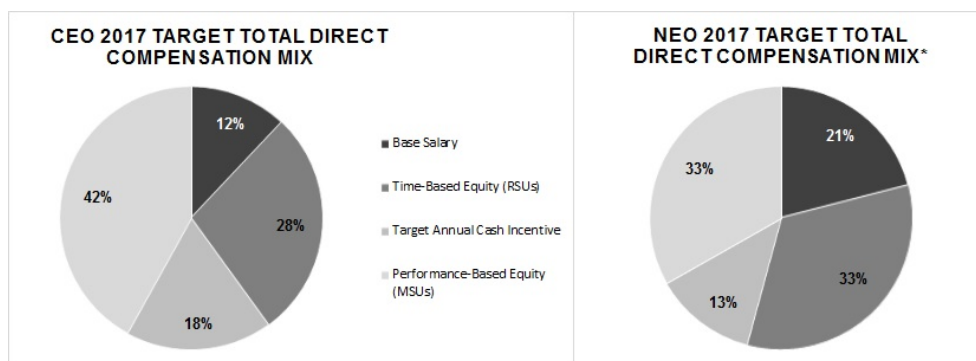 CEO 2017 TARGET TOTAL DIRECT
COMPENSATION MIX
12%
28%
18%
42%
Base Salary
Time-Based Equity (RSUs)
Target Annual Cash Incentive
Performance-Based Equity
(MSUs)
NEO 2017 TARGET TOTAL
DIRECT COMPENSATION MIX*
21%
33%
13%
33%